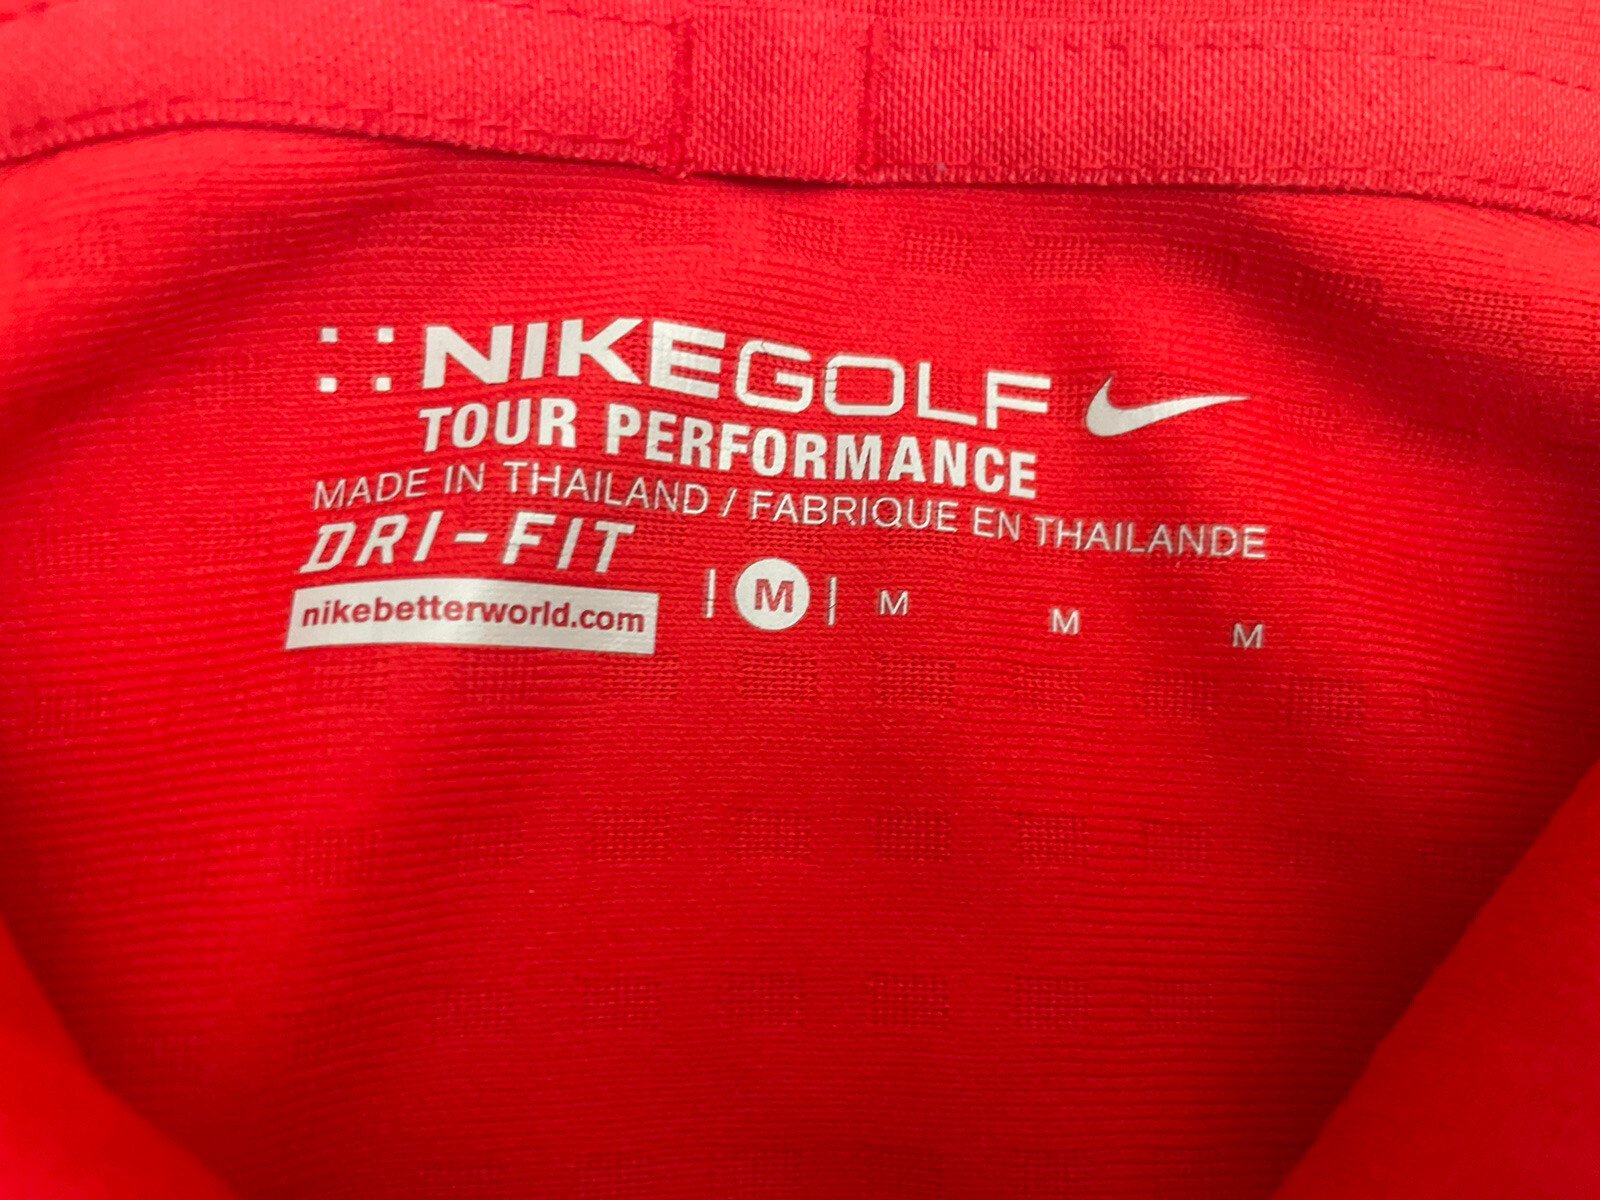 NIKEGOLF
TOUR PERFORMANCE
MADE IN THAILAND / FABRIQUE EN THAILANDE
DRI-FIT
nikebetterworld.com | M | M M M